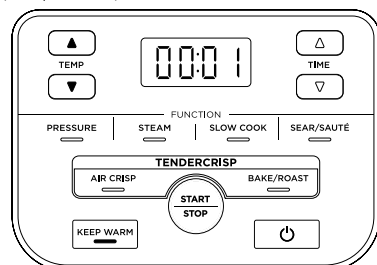 00:01
TEMP TIME
FUNCTION
PRESSURE STEAM SLOW COOK SEAR/SAUTÉ
TENDERCRISP
AIR CRISP BAKE/ROAST
START
STOP
KEEP WARM